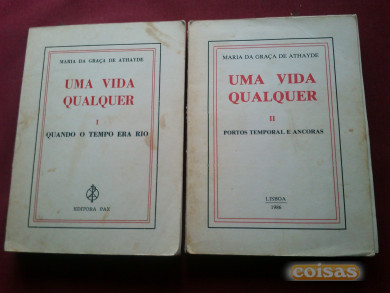 MARIA DA GRAÇA DE ATHAYDE
UMA VIDA
QUALQUER
I
QUANDO O TEMPO ERA RIO
EDITORA PAX
MARIA DA GRAÇA DE ATHAYDE
UMA VIDA
QUALQUER
II
PORTOS TEMPORAL E ANCORAS
LISBOA
1986
coisas